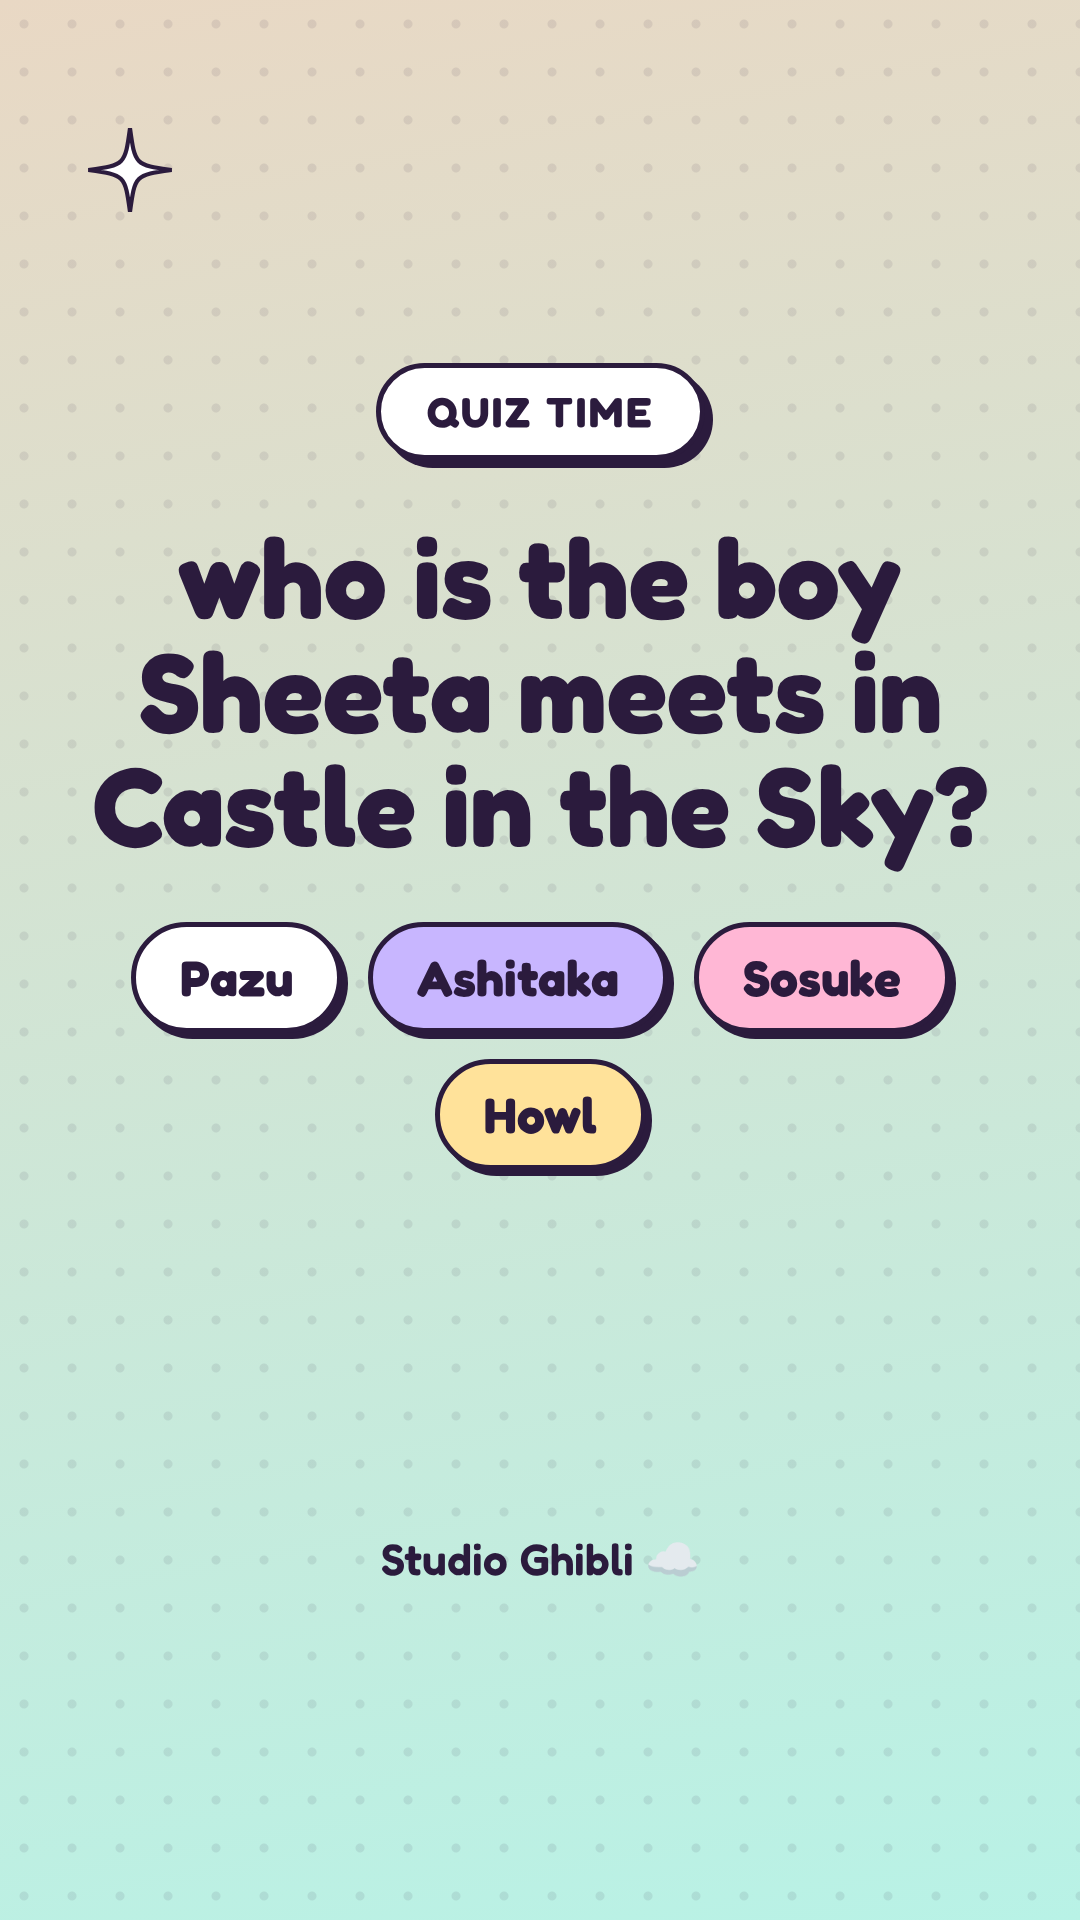 QUIZ TIME
who is the boy
Sheeta meets in
Castle in the Sky?
Pazu
Ashitaka
Sosuke
Howl
Studio Ghibli ☁️